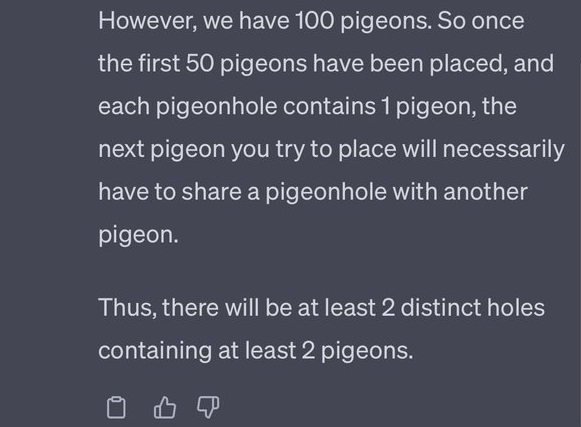 However, we have 100 pigeons. So once
the first 50 pigeons have been placed, and
each pigeonhole contains 1 pigeon, the
next pigeon you try to place will necessarily
have to share a pigeonhole with another
pigeon.
Thus, there will be at least 2 distinct holes
containing at least 2 pigeons.